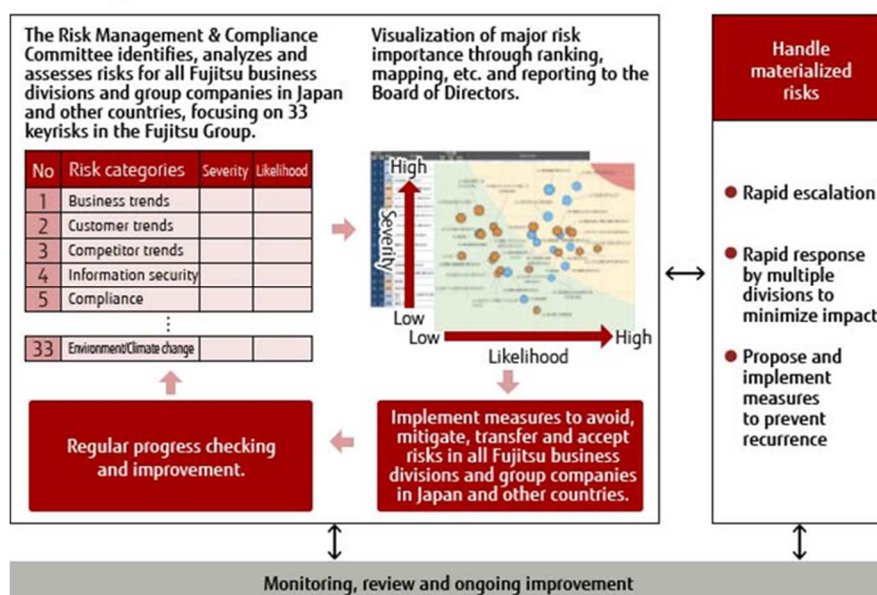 The Risk Management & Compliance
Committee identifies, analyzes and
assesses risks for all Fujitsu business
divisions and group companies in Japan
and other countries, focusing on 33
keyrisks in the Fujitsu Group.
No Risk categories Severity Likelihood
1 Business trends
2 Customer trends
3 Competitor trends
4 Information security
5 Compliance
⋮
33 Environment/Climate change
Visualization of major risk
importance through ranking,
mapping, etc. and reporting to the
Board of Directors.
High
Severity
Low
Low High
Likelihood
Implement measures to avoid,
mitigate, transfer and accept
risks in all Fujitsu business
divisions and group companies
in Japan and other countries.
Regular progress checking
and improvement.
Handle
materialized
risks
● Rapid escalation
● Rapid response
by multiple
divisions to
minimize impact
● Propose and
implement
measures
to prevent
recurrence
Monitoring, review and ongoing improvement